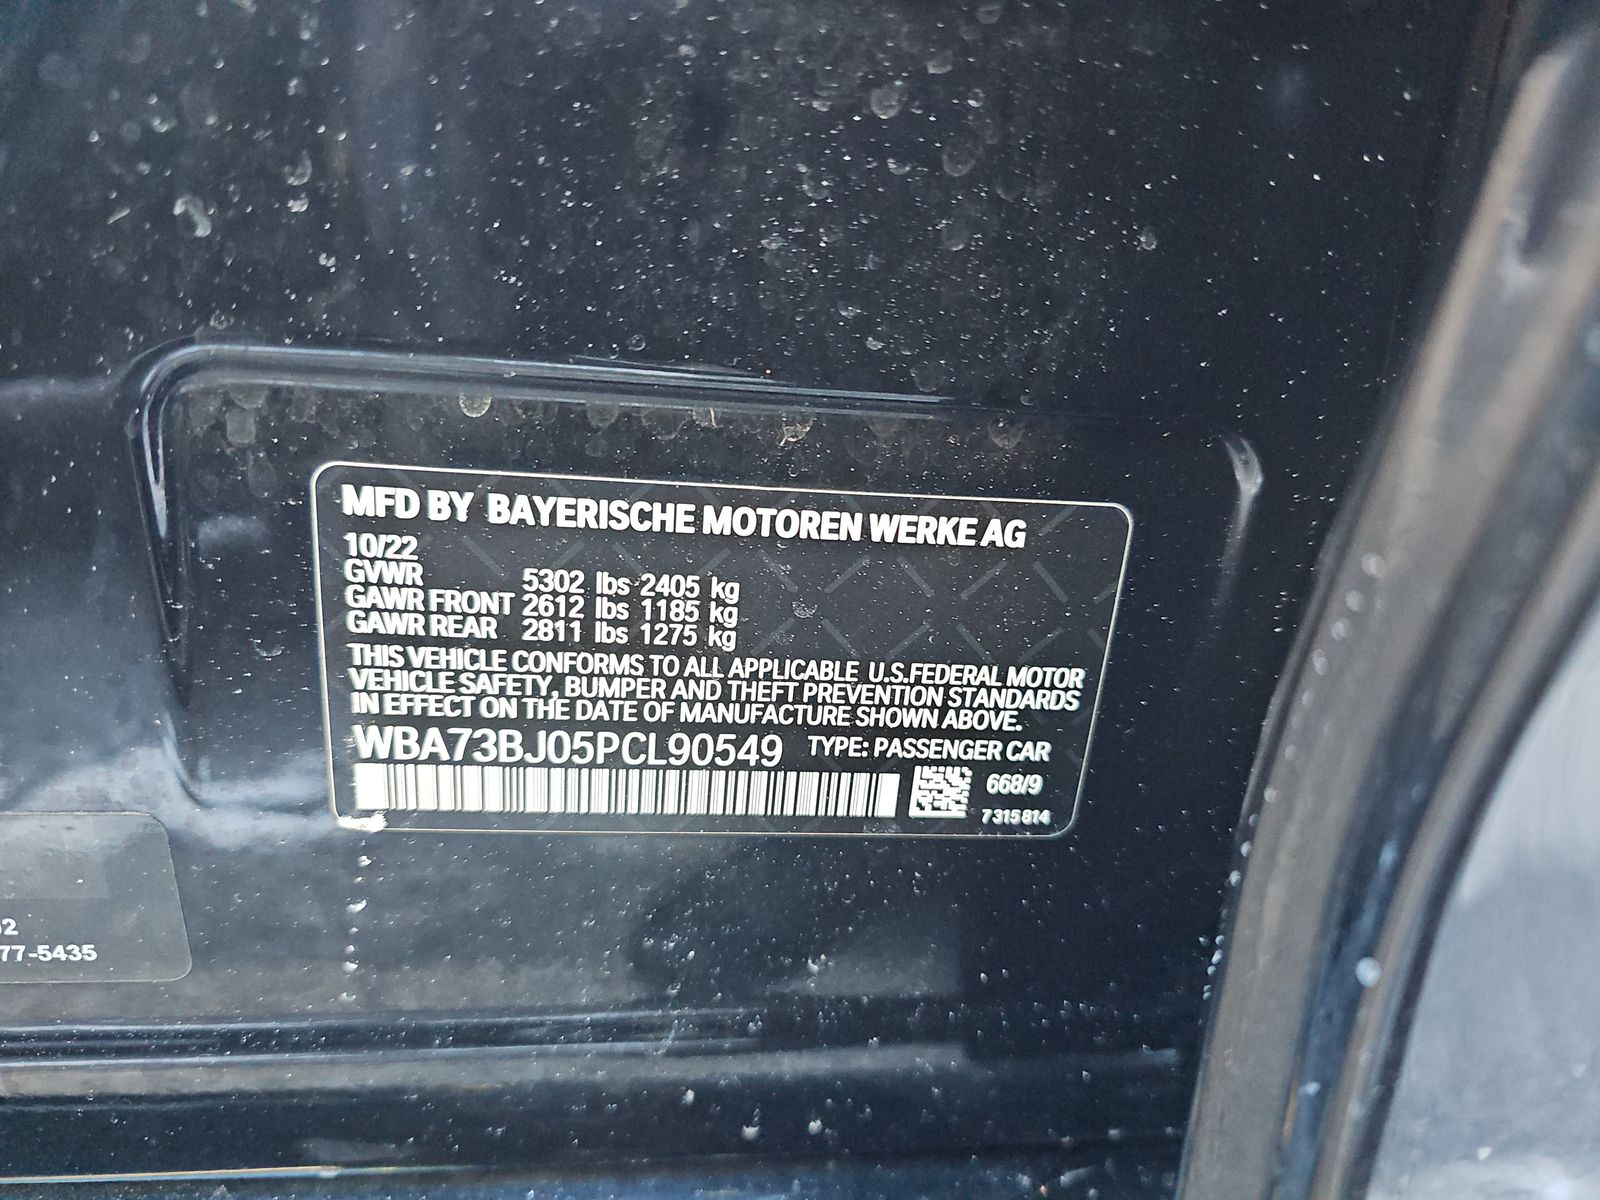 MFD BY BAYERISCHE MOTOREN WERKE AG
10/22
GVWR 5302 lbs 2405 kg
GAWR FRONT 2612 lbs 1185 kg
GAWR REAR 2811 lbs 1275 kg
THIS VEHICLE CONFORMS TO ALL APPLICABLE U.S.FEDERAL MOTOR
VEHICLE SAFETY, BUMPER AND THEFT PREVENTION STANDARDS
IN EFFECT ON THE DATE OF MANUFACTURE SHOWN ABOVE.
WBA73BJ05PCL90549 TYPE: PASSENGER CAR
668/9
7315814
2
77-5435